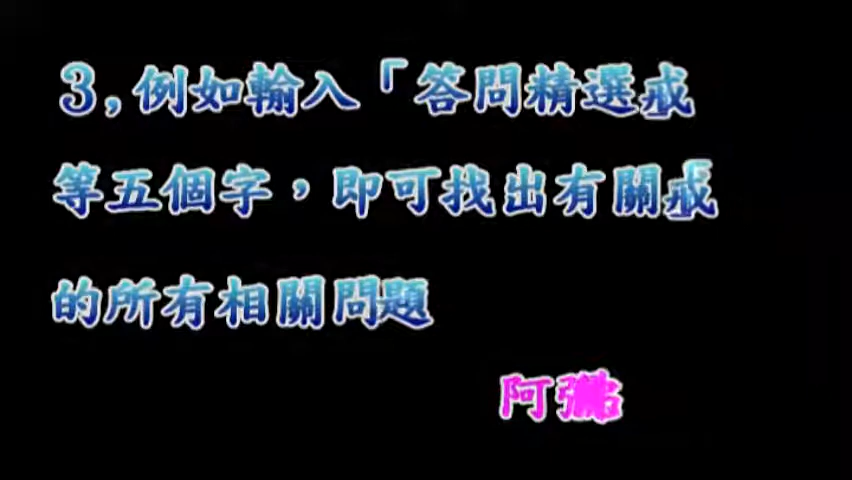 3,例如輸入「答問精選戒
等五個字，即可找出有關戒
的所有相關問題
阿彌